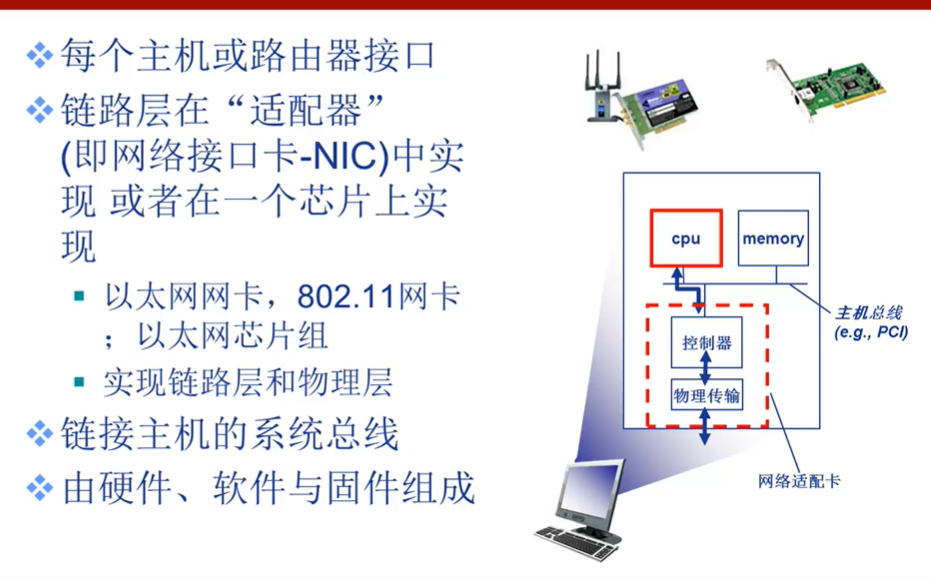 每个主机或路由器接口
链路层在“适配器”
(即网络接口卡-NIC)中实
现 或者在一个芯片上实
现
以太网网卡，802.11网卡
；以太网芯片组
实现链路层和物理层
链接主机的系统总线
由硬件、软件与固件组成
cpu
memory
主机总线
(e.g., PCI)
控制器
物理传输
网络适配卡